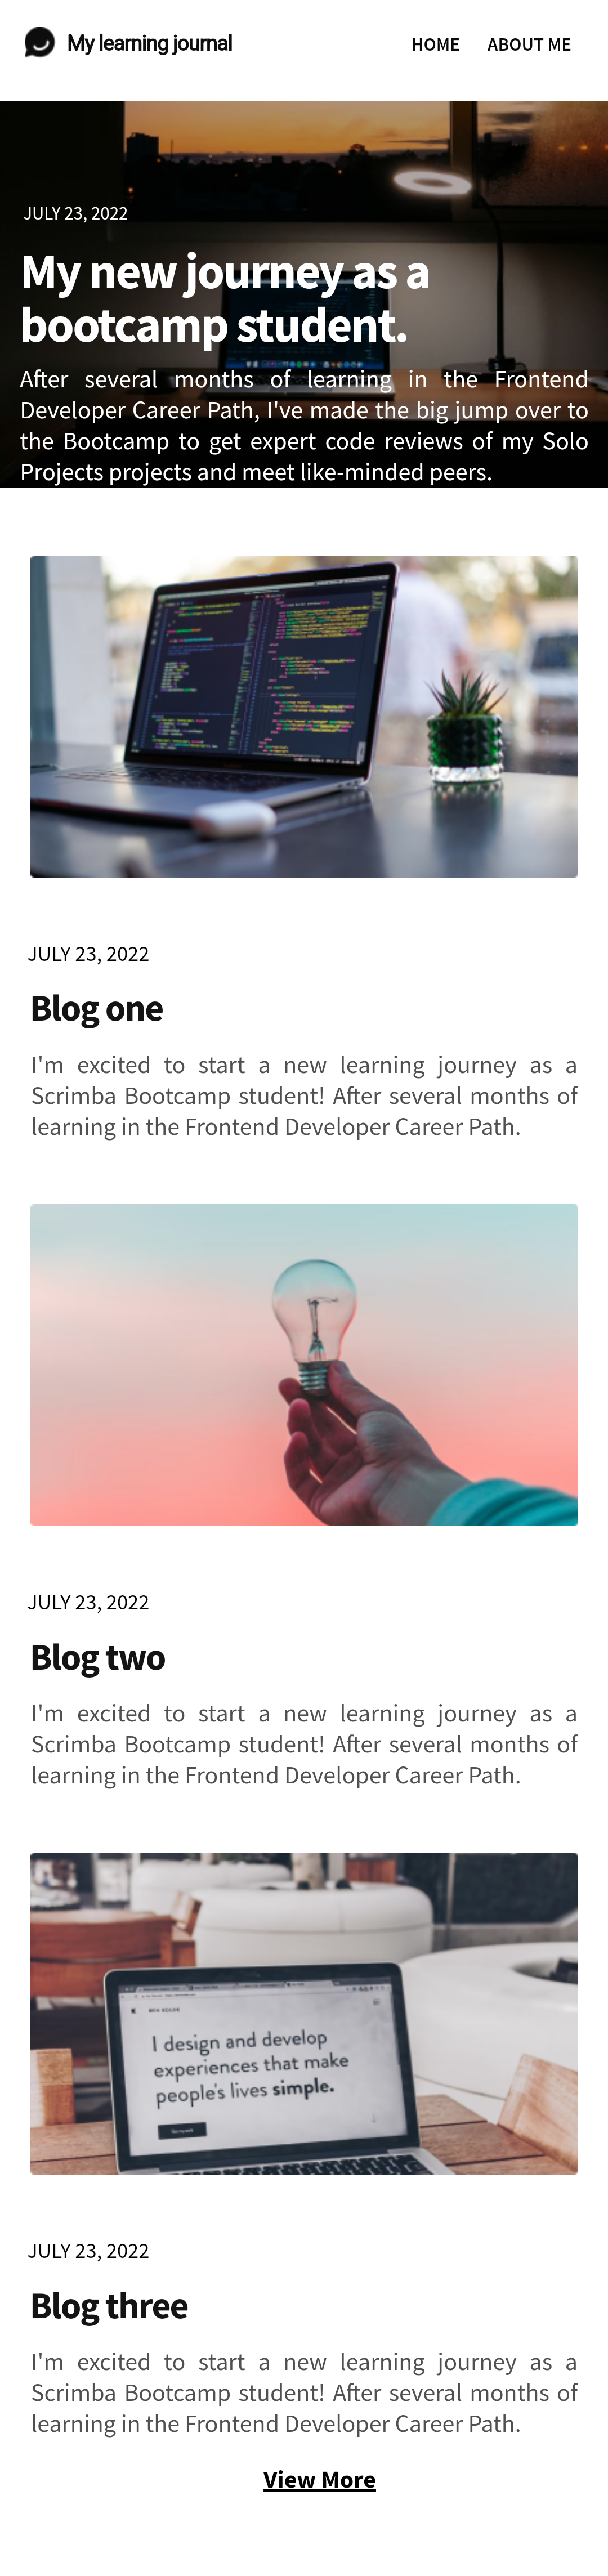 My learning journal
HOME ABOUT ME
JULY 23, 2022
My new journey as a
bootcamp student.
After several months of learning in the Frontend
Developer Career Path, I've made the big jump over to
the Bootcamp to get expert code reviews of my Solo
Projects projects and meet like-minded peers.
JULY 23, 2022
Blog one
I'm excited to start a new learning journey as a
Scrimba Bootcamp student! After several months of
learning in the Frontend Developer Career Path.
JULY 23, 2022
Blog two
I'm excited to start a new learning journey as a
Scrimba Bootcamp student! After several months of
learning in the Frontend Developer Career Path.
I design and develop
experiences that make
people's lives simple.
JULY 23, 2022
Blog three
I'm excited to start a new learning journey as a
Scrimba Bootcamp student! After several months of
learning in the Frontend Developer Career Path.
View More